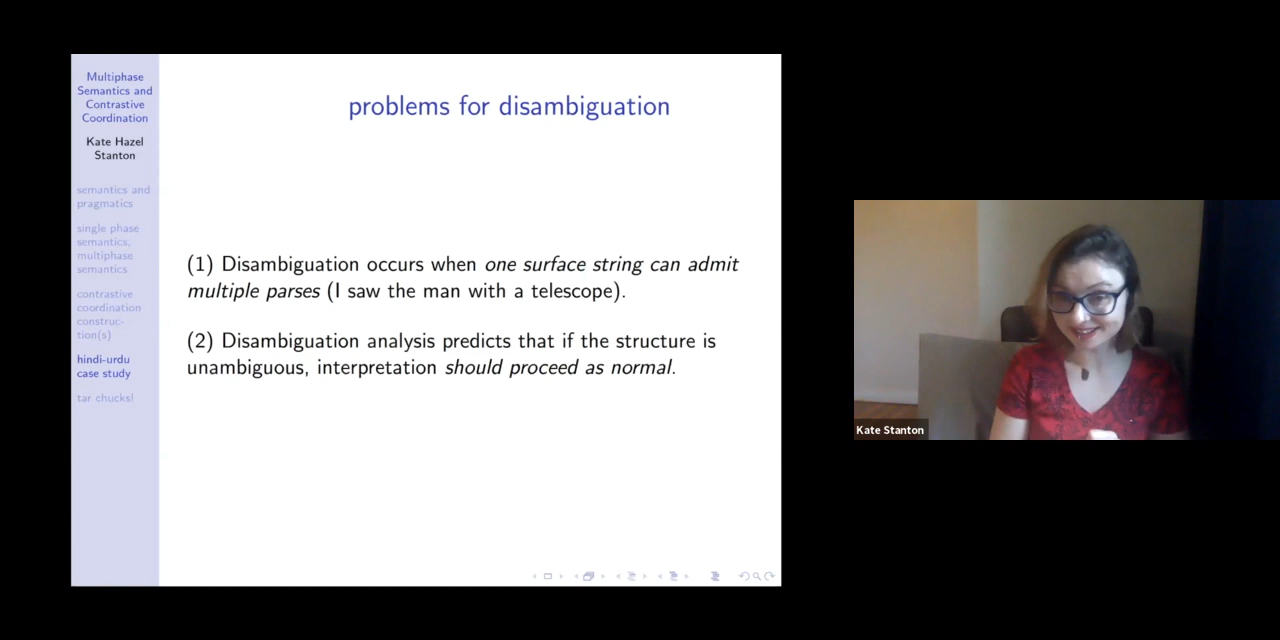 Multiphase
Semantics and
Contrastive
Coordination
Kate Hazel
Stanton
semantics and
pragmatics
single phase
semantics,
multiphase
semantics
contrastive
coordination
construc-
tion(s)
hindi-urdu
case study
tar chucks!
problems for disambiguation
(1) Disambiguation occurs when one surface string can admit
multiple parses (I saw the man with a telescope).
(2) Disambiguation analysis predicts that if the structure is
unambiguous, interpretation should proceed as normal.
Kate Stanton